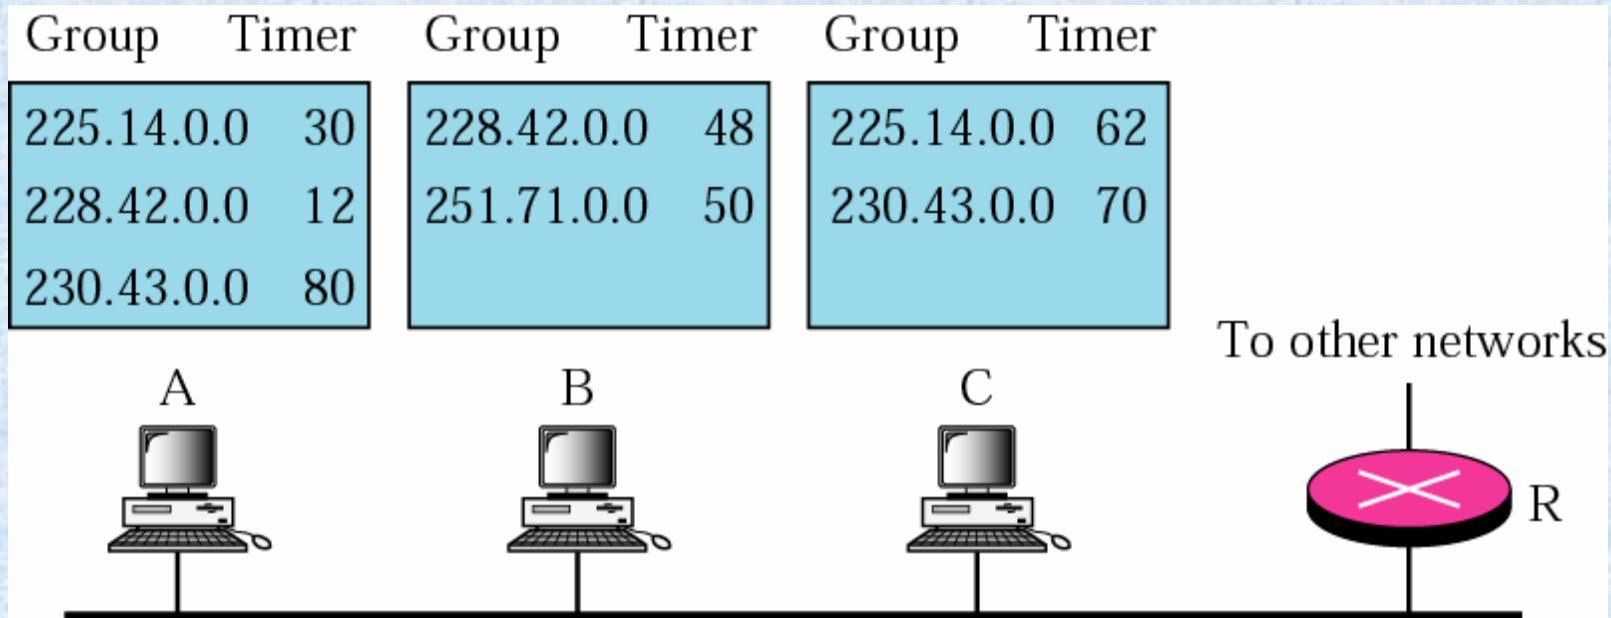 Group Timer Group Timer Group Timer
225.14.0.0 30 228.42.0.0 48 225.14.0.0 62
228.42.0.0 12 251.71.0.0 50 230.43.0.0 70
230.43.0.0 80
To other networks
A B C
R